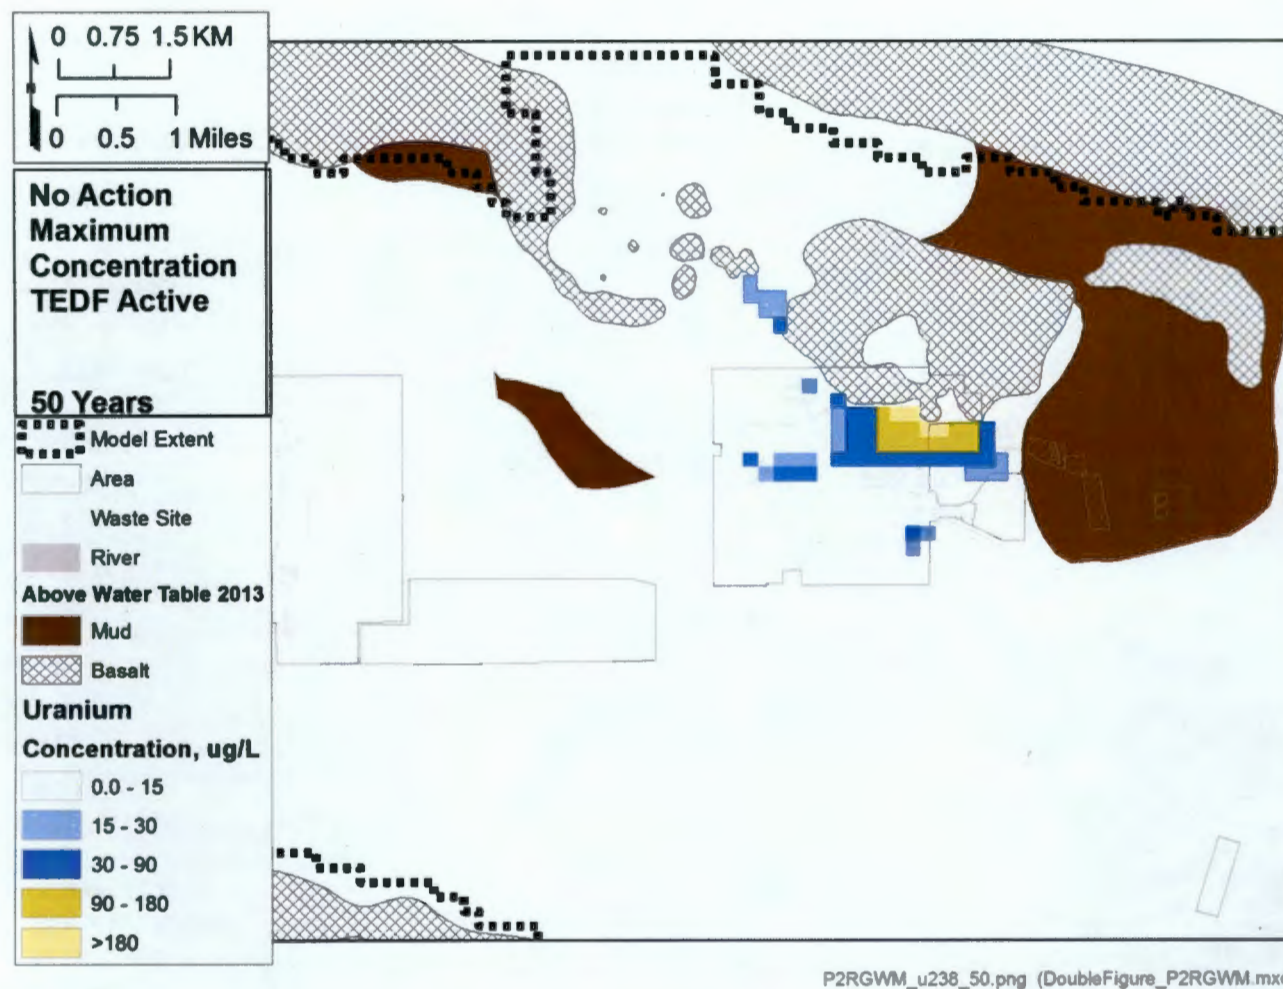 0 0.75 1.5 KM
0 0.5 1 Miles
No Action
Maximum
Concentration
TEDF Active
50 Years
Model Extent
Area
Waste Site
River
Above Water Table 2013
Mud
Basalt
Uranium
Concentration, ug/L
0.0 - 15
15 - 30
30 - 90
90 - 180
>180
P2RGWM_u238_50.png (DoubleFigure_P2RGWM.mxd